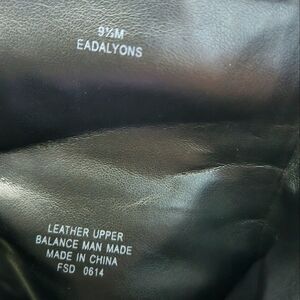 9½M
EADALYONS
LEATHER UPPER
BALANCE MAN MADE
MADE IN CHINA
FSD 0614